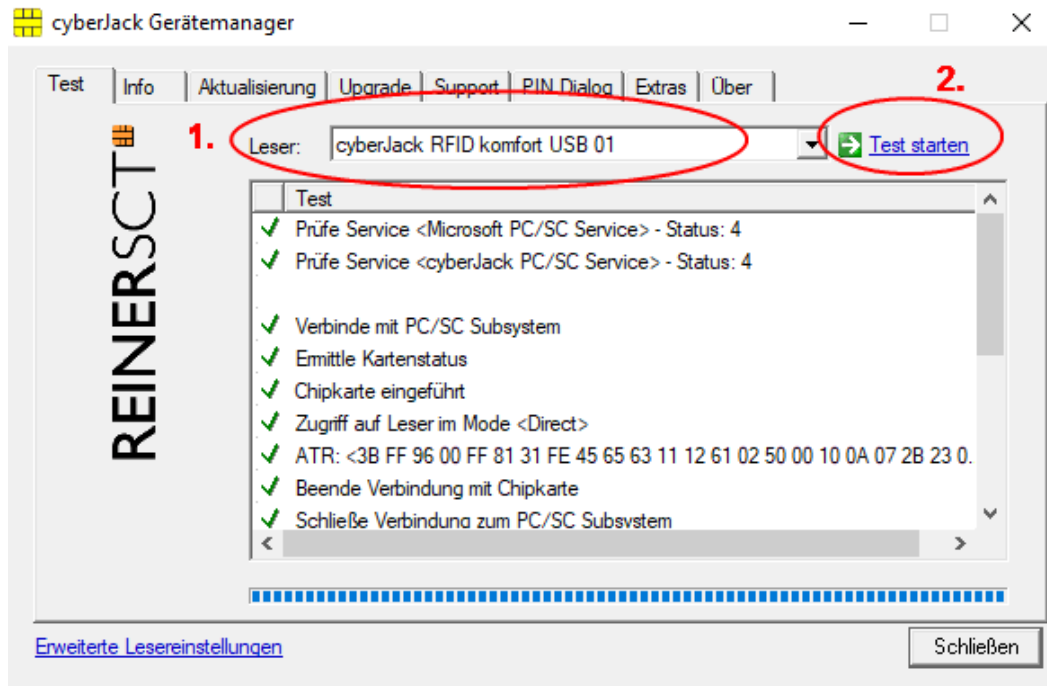 cyberJack Gerätemanager
Test Info Aktualisierung Upgrade Support PIN Dialog Extras Über
2.
1.
Leser: cyberJack RFID komfort USB 01 Test starten
REINERSCT
Test
Prüfe Service <Microsoft PC/SC Service> - Status: 4
Prüfe Service <cyberJack PC/SC Service> - Status: 4
Verbinde mit PC/SC Subsystem
Ermittle Kartenstatus
Chipkarte eingeführt
Zugriff auf Leser im Mode <Direct>
ATR: <3B FF 96 00 FF 81 31 FE 45 65 63 11 12 61 02 50 00 10 0A 07 2B 23 0.
Beende Verbindung mit Chipkarte
Schließe Verbindung zum PC/SC Subsystem
Erweiterte Lesereinstellungen
Schließen